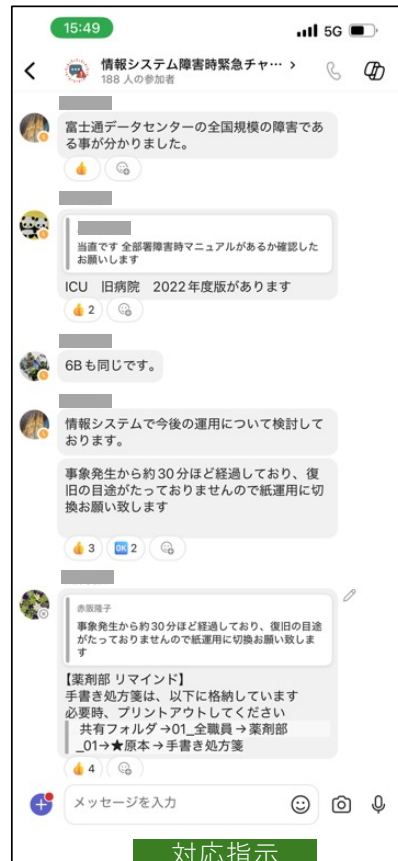 15:49
5G
情報システム障害時緊急チャ… >
188 人の参加者
富士通データセンターの全国規模の障害であ
る事が分かりました。
当直です 全部署障害時マニュアルがあるか確認した
お願いします
ICU 旧病院 2022年度版があります
2
6Bも同じです。
情報システムで今後の運用について検討して
おります。
事象発生から約30分ほど経過しており、復
旧の目途がたっておりませんので紙運用に切
換お願い致します
3
OK 2
赤阪隆子
事象発生から約30分ほど経過しており、復旧の目途
がたっておりませんので紙運用に切換お願い致しま
す
【薬剤部 リマインド】
手書き処方箋は、以下に格納しています
必要時、プリントアウトしてください
共有フォルダ→01_全職員→薬剤部
_01→★原本→手書き処方箋
4
メッセージを入力
対応指示